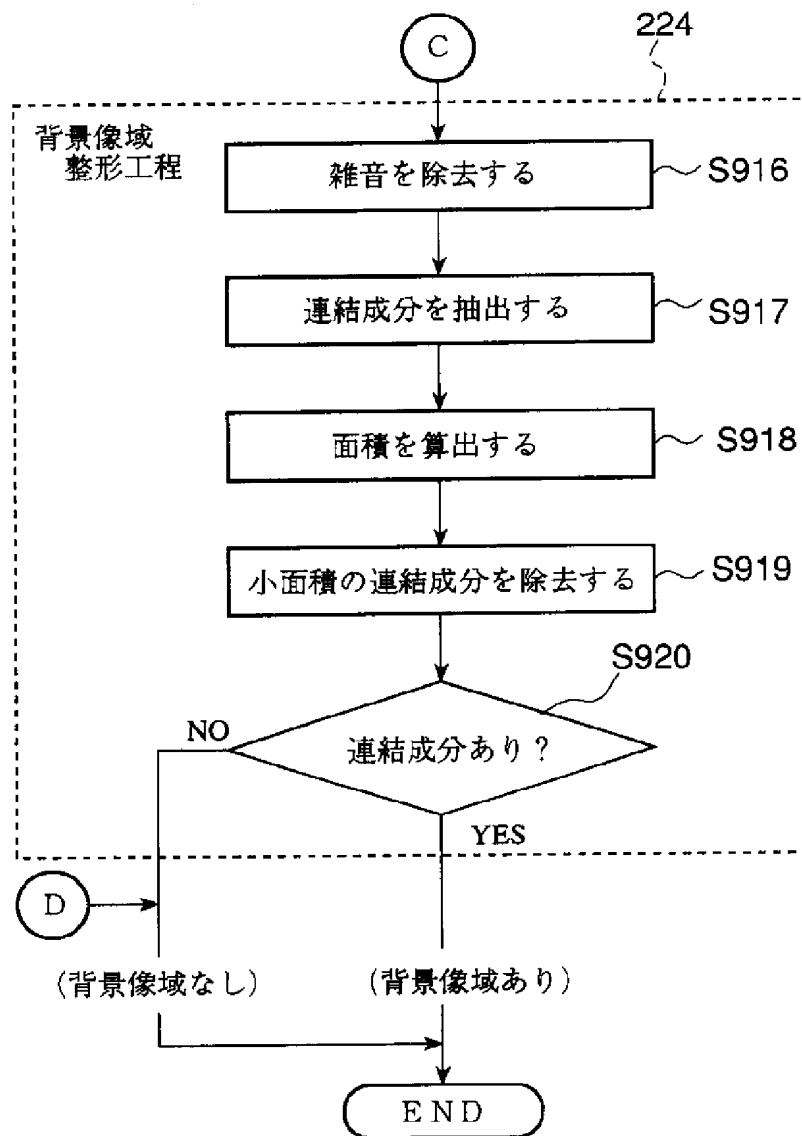 C
224
背景像域
整形工程
雑音を除去する
S916
連結成分を抽出する
S917
面積を算出する
S918
小面積の連結成分を除去する
S919
S920
NO
連結成分あり?
YES
D
(背景像域なし)
(背景像域あり)
END